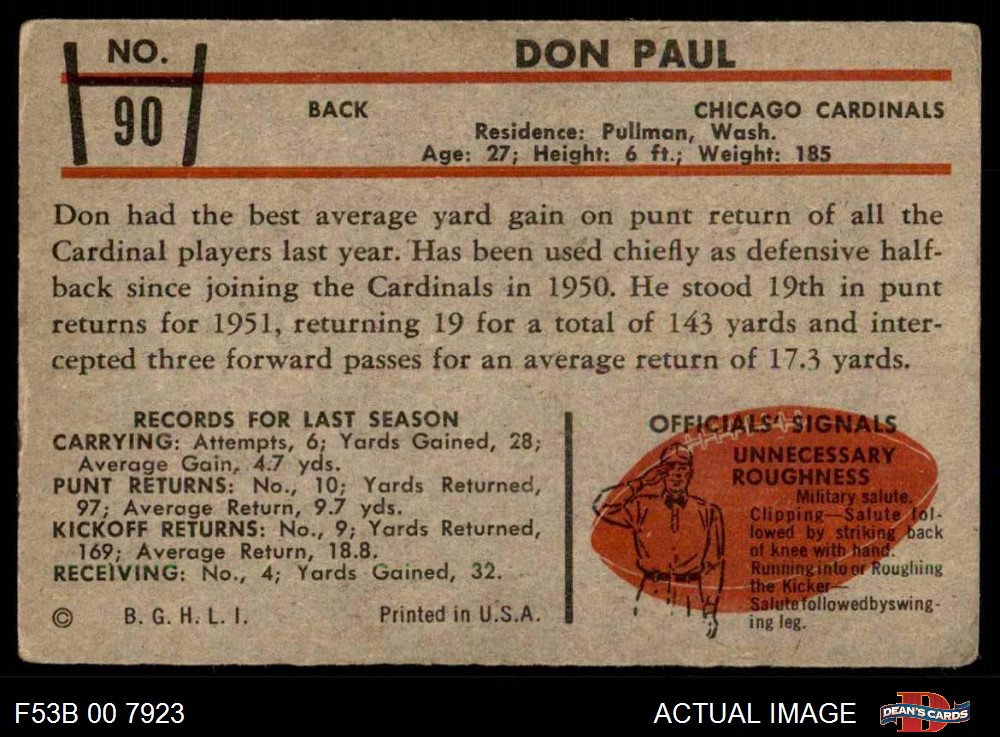 NO.
90
DON PAUL
BACK
CHICAGO CARDINALS
Residence: Pullman, Wash.
Age: 27; Height: 6 ft.; Weight: 185
Don had the best average yard gain on punt return of all the
Cardinal players last year. Has been used chiefly as defensive half-
back since joining the Cardinals in 1950. He stood 19th in punt
returns for 1951, returning 19 for a total of 143 yards and inter-
cepted three forward passes for an average return of 17.3 yards.
RECORDS FOR LAST SEASON
CARRYING: Attempts, 6; Yards Gained, 28;
Average Gain, 4.7 yds.
PUNT RETURNS: No., 10; Yards Returned,
97; Average Return, 9.7 yds.
KICKOFF RETURNS: No., 9; Yards Returned,
169; Average Return, 18.8.
RECEIVING: No., 4; Yards Gained, 32.
© B. G. H. L. I. Printed in U.S.A.
OFFICIALS' SIGNALS
UNNECESSARY
ROUGHNESS
Military salute.
Clipping—Salute fol-
lowed by striking back
of knee with hand.
Running into or Roughing
the Kicker—
Salute followed by swing-
ing leg.
F53B 00 7923
ACTUAL IMAGE
DEAN'S CARDS